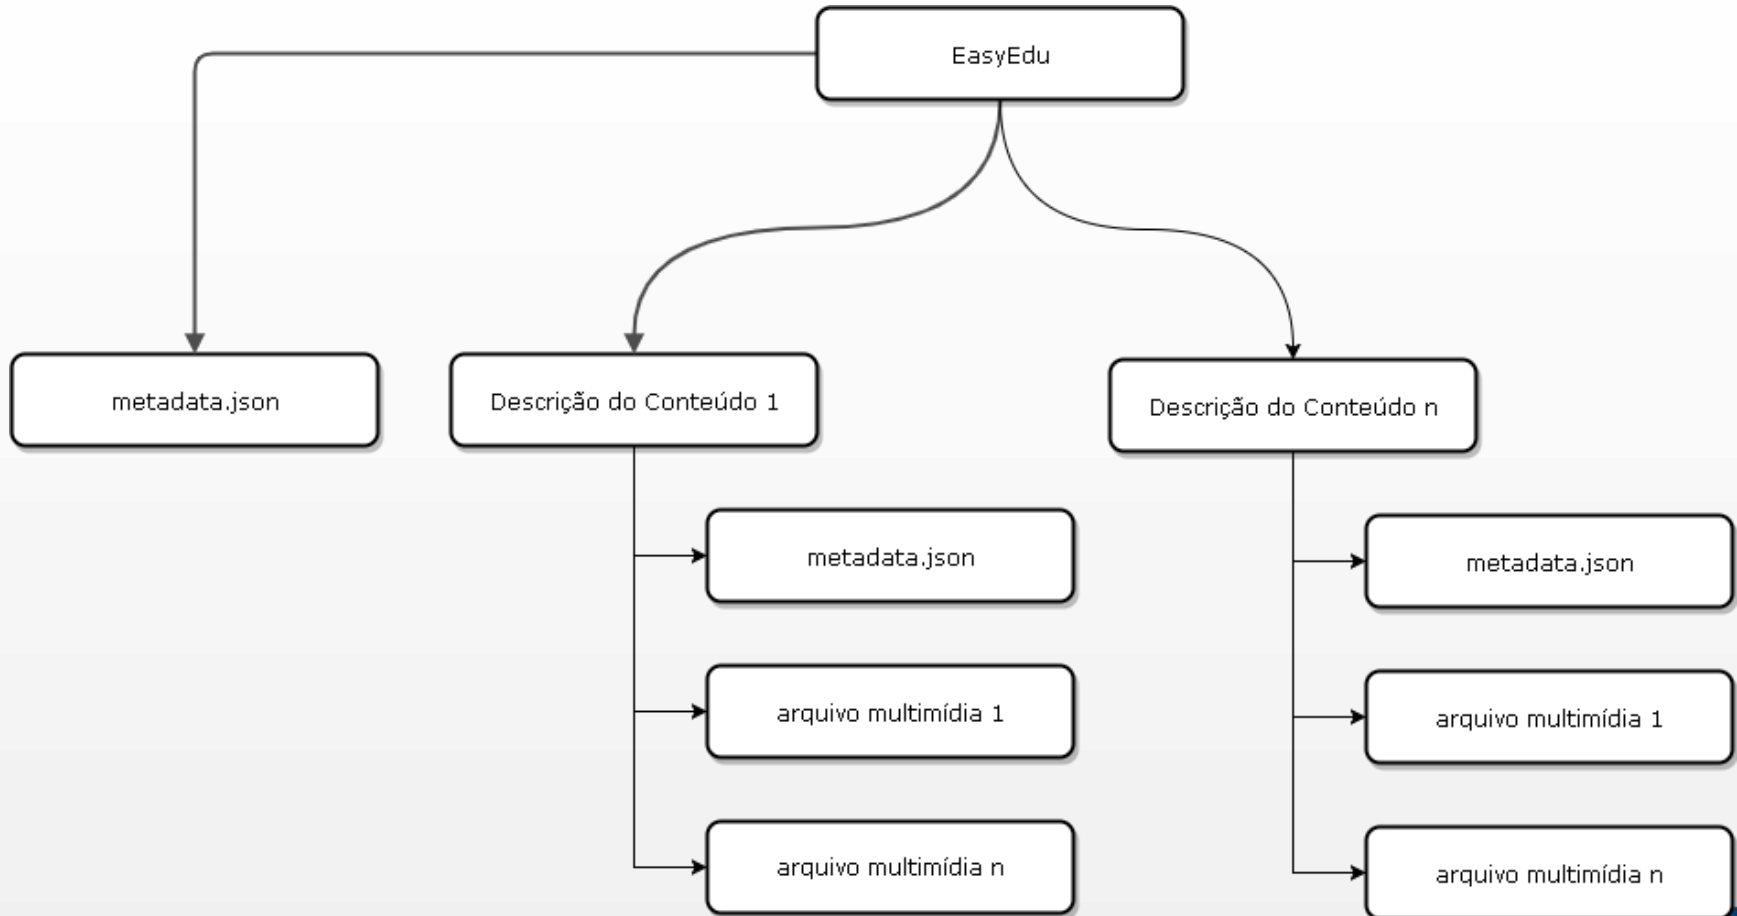 EasyEdu
metadata.json
Descrição do Conteúdo 1
Descrição do Conteúdo n
metadata.json
metadata.json
arquivo multimídia 1
arquivo multimídia 1
arquivo multimídia n
arquivo multimídia n